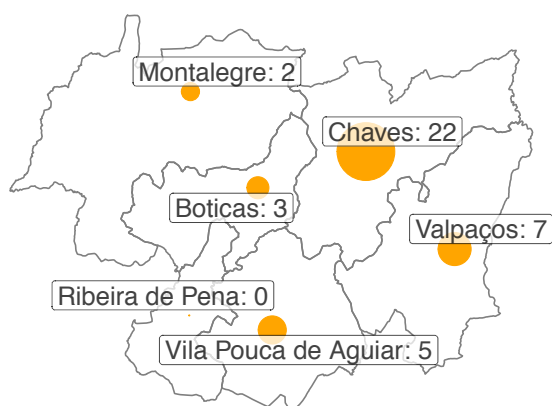 Montalegre: 2
Chaves: 22
Boticas: 3
Valpaços: 7
Ribeira de Pena: 0
Vila Pouca de Aguiar: 5